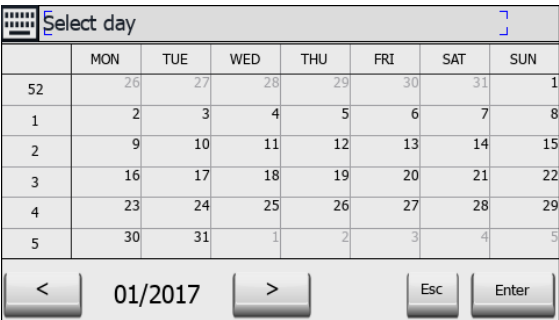 Select day
MON TUE WED THU FRI SAT SUN
52 26 27 28 29 30 31 1
1 2 3 4 5 6 7 8
2 9 10 11 12 13 14 15
3 16 17 18 19 20 21 22
4 23 24 25 26 27 28 29
5 30 31 1 2 3 4 5
< 01/2017 > Esc Enter